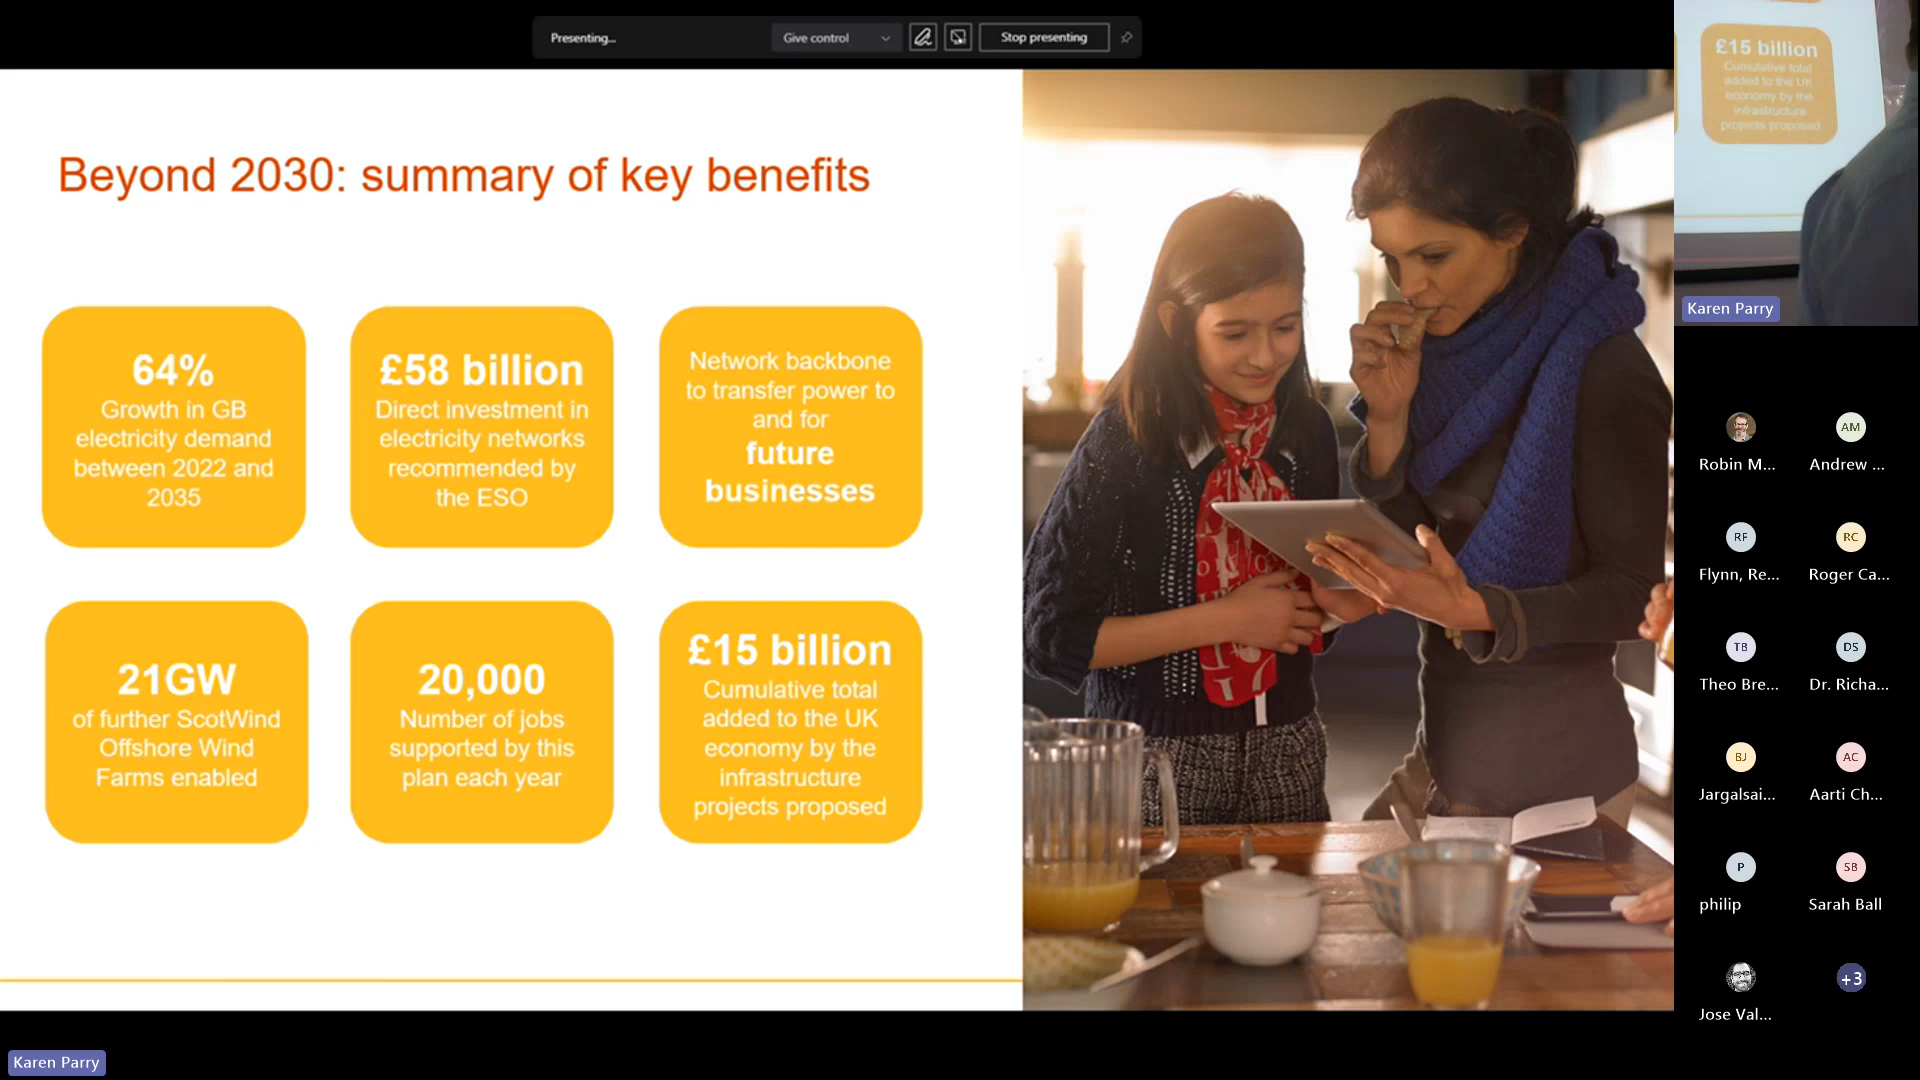 Presenting...
Give control
Stop presenting
Beyond 2030: summary of key benefits
64%
Growth in GB
electricity demand
between 2022 and
2035
£58 billion
Direct investment in
electricity networks
recommended by
the ESO
Network backbone
to transfer power to
and for
future
businesses
21GW
of further ScotWind
Offshore Wind
Farms enabled
20,000
Number of jobs
supported by this
plan each year
£15 billion
Cumulative total
added to the UK
economy by the
infrastructure
projects proposed
Karen Parry
£15 billion
Cumulative total
added to the UK
economy by the
infrastructure
projects proposed
Karen Parry
Robin M...
AM
Andrew ...
RF
Flynn, Re...
RC
Roger Ca...
TB
Theo Bre...
DS
Dr. Richa...
BJ
Jargalsai...
AC
Aarti Ch...
P
philip
SB
Sarah Ball
Jose Val...
+3